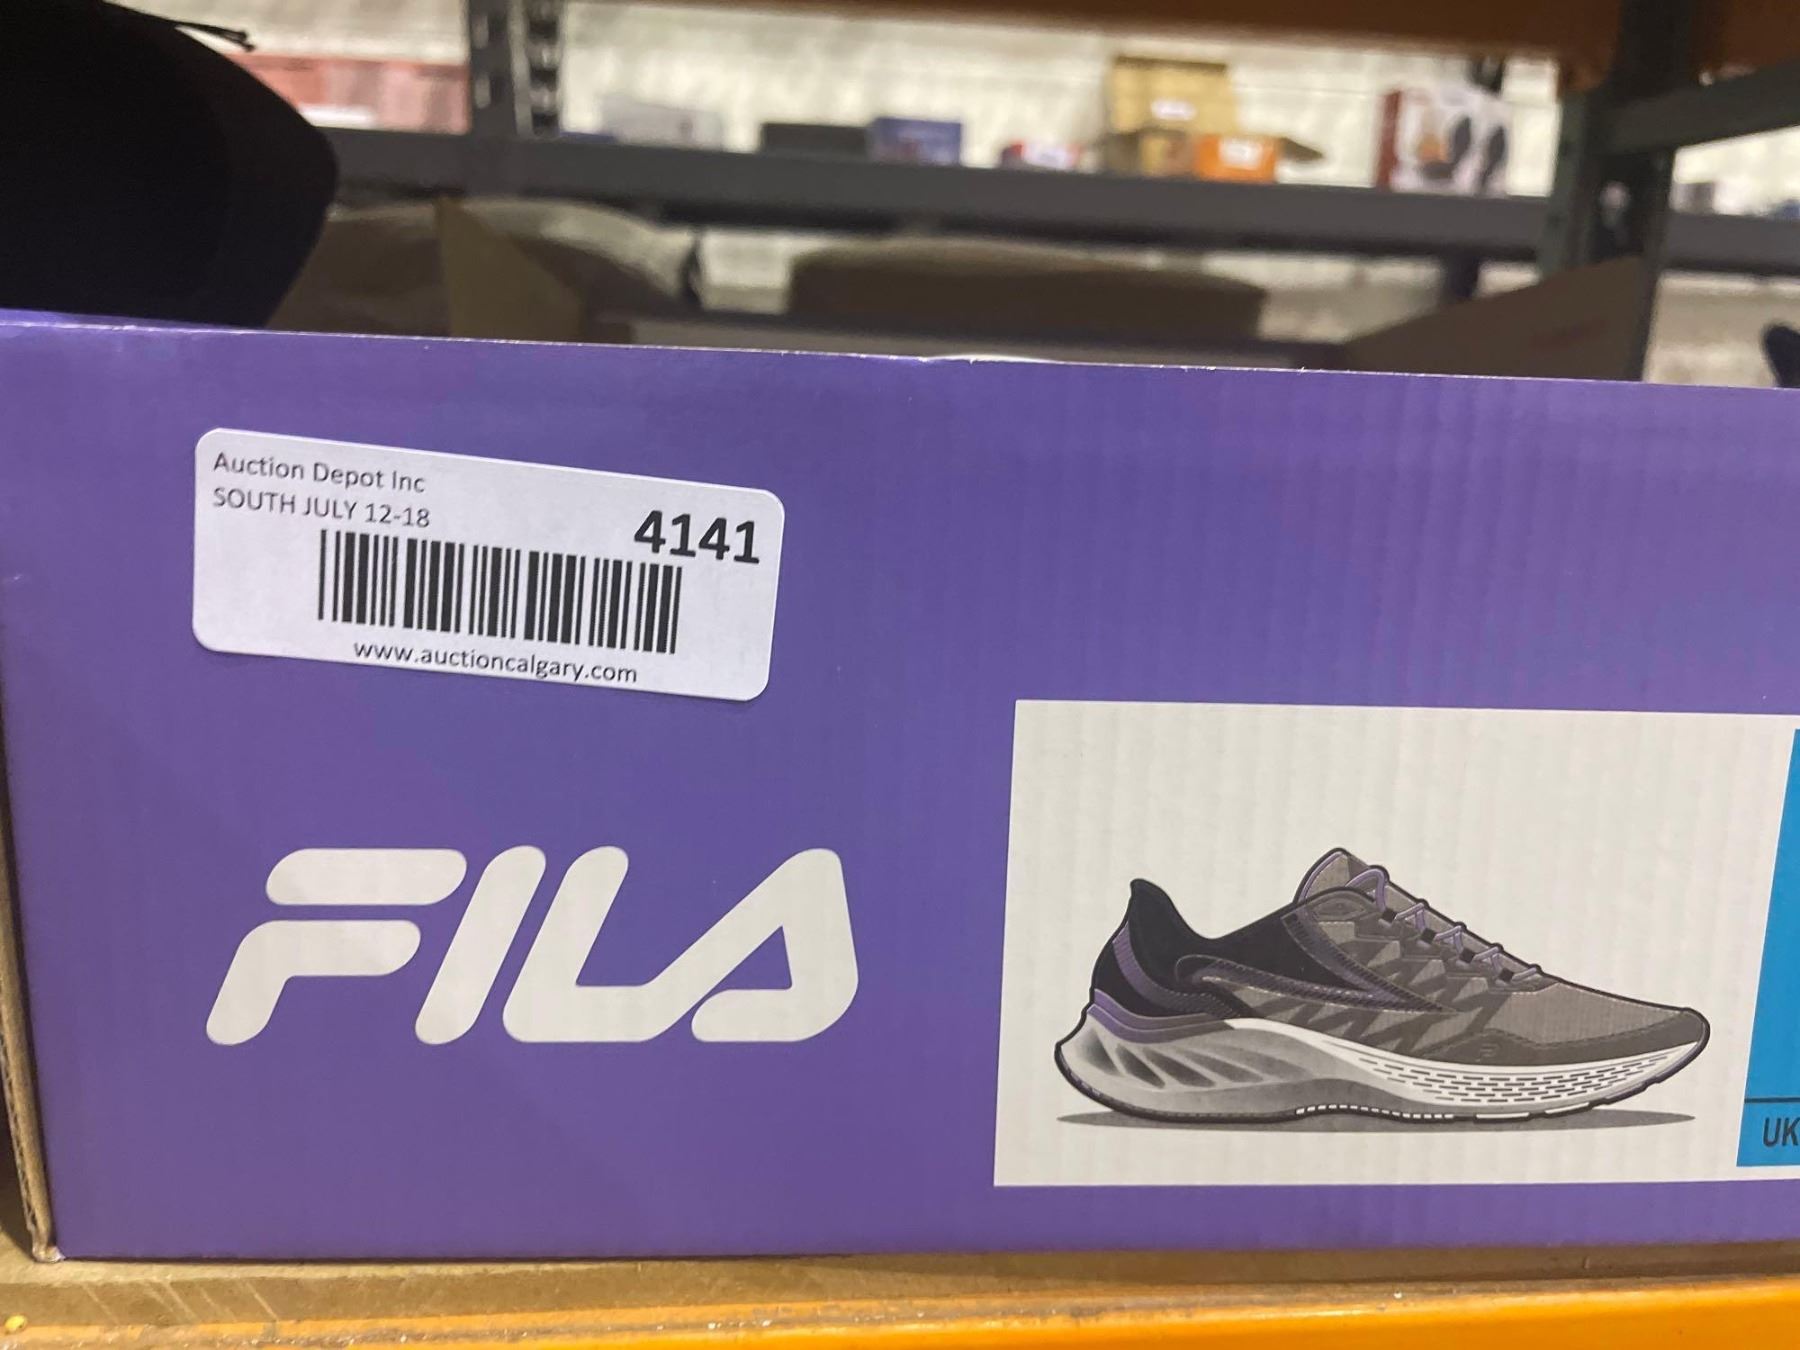 Auction Depot Inc
SOUTH JULY 12-18
4141
www.auctioncalgary.com
FILA
UK